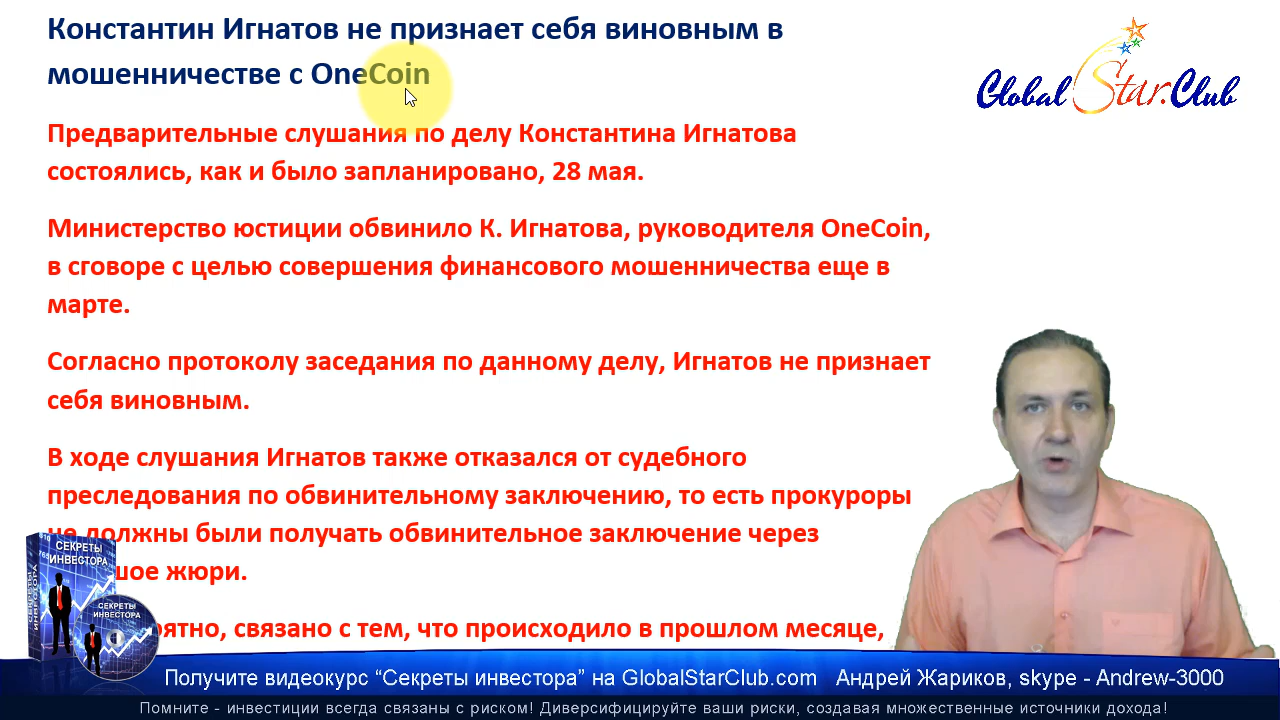 Константин Игнатов не признает себя виновным в
мошенничестве с OneCoin
Global Star.Club
Предварительные слушания по делу Константина Игнатова
состоялись, как и было запланировано, 28 мая.
Министерство юстиции обвинило К. Игнатова, руководителя OneCoin,
в сговоре с целью совершения финансового мошенничества еще в
марте.
Согласно протоколу заседания по данному делу, Игнатов не признает
себя виновным.
В ходе слушания Игнатов также отказался от судебного
преследования по обвинительному заключению, то есть прокуроры
не должны были получать обвинительное заключение через
шое жюри.
оятно, связано с тем, что происходило в прошлом месяце,
СЕКРЕТЫ
ИНВЕСТОРА
СЕКРЕТЫ
ИНВЕСТОРА
Получите видеокурс “Секреты инвестора” на GlobalStarClub.com Андрей Жариков, skype - Andrew-3000
Помните - инвестиции всегда связаны с риском! Диверсифицируйте ваши риски, создавая множественные источники дохода!